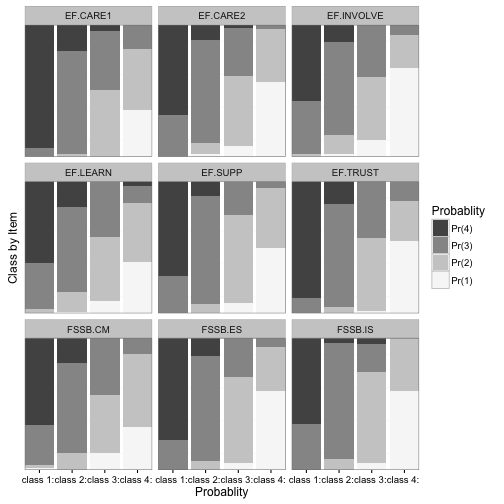 EF.CARE1 EF.CARE2 EF.INVOLVE
EF.LEARN EF.SUPP EF.TRUST
FSSB.CM FSSB.ES FSSB.IS
class 1: class 2: class 3: class 4: class 1: class 2: class 3: class 4: class 1: class 2: class 3: class 4:
Probablity
Class by Item
Probablity
Pr(4)
Pr(3)
Pr(2)
Pr(1)